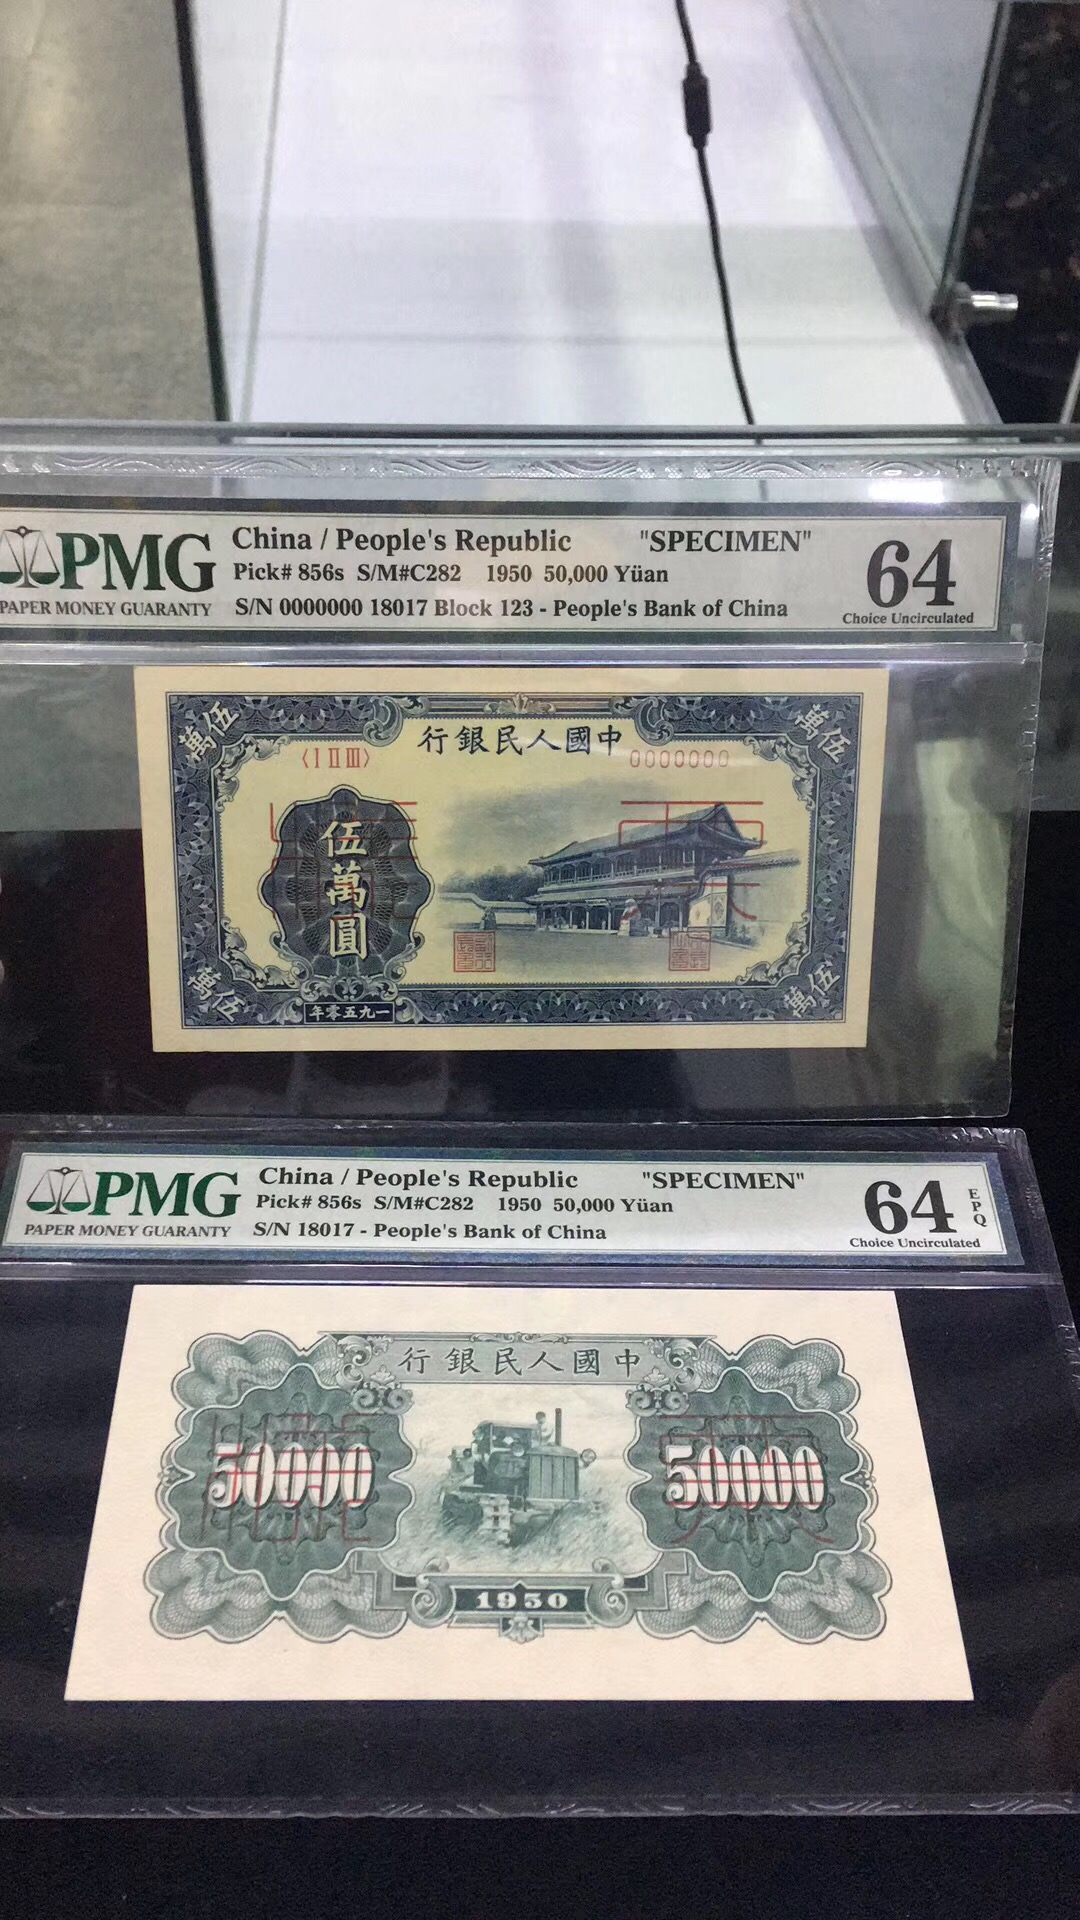 PMG
PAPER MONEY GUARANTY
China / People's Republic "SPECIMEN"
Pick# 856s S/M#C282 1950 50,000 Yüan
S/N 0000000 18017 Block 123 - People's Bank of China
64
Choice Uncirculated
伍萬
萬伍
行銀民人國中
〈I II III〉
0000000
伍萬圓
票
樣
伍萬
萬伍
年零五九一
PMG
PAPER MONEY GUARANTY
China / People's Republic "SPECIMEN"
Pick# 856s S/M#C282 1950 50,000 Yüan
S/N 18017 - People's Bank of China
64
EPQ
Choice Uncirculated
行銀民人國中
50000
50000
1950